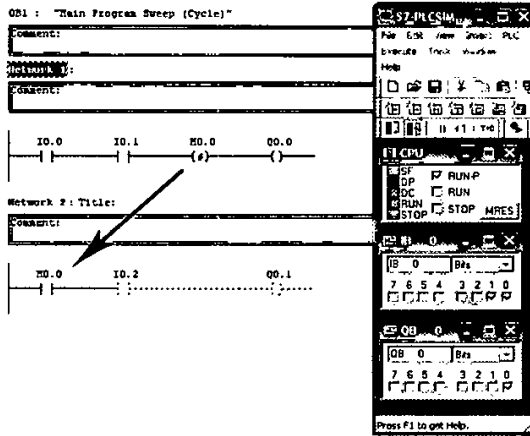 OB1 : "Main Program Sweep (Cycle)"
Comment:
Network 1:
Comment:
I0.0 I0.1 M0.0 Q0.0
(#) ( )
Network 2 : Title:
Comment:
M0.0 I0.2 Q0.1
( )
S7-PLCSIM
File Edit View Insert PLC
Execute Tools Window
Help
CPU
SF
DP
DC
RUN
STOP
RUN-P
RUN
STOP MRES
IB 0
IB 0 Bits
7 6 5 4 3 2 1 0
QB 0
QB 0 Bits
7 6 5 4 3 2 1 0
Press F1 to get Help.